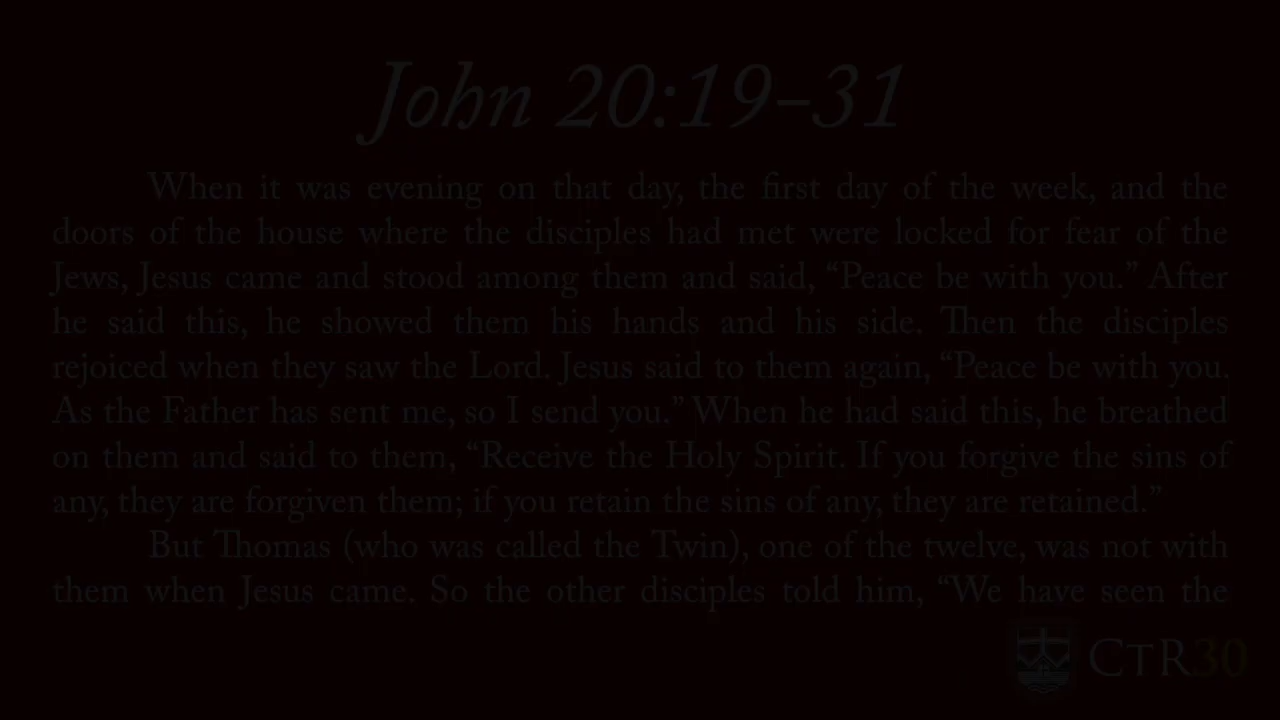 John 20:19–31
When it was evening on that day, the first day of the week, and the
doors of the house where the disciples had met were locked for fear of the
Jews, Jesus came and stood among them and said, “Peace be with you.” After
he said this, he showed them his hands and his side. Then the disciples
rejoiced when they saw the Lord. Jesus said to them again, “Peace be with you.
As the Father has sent me, so I send you.” When he had said this, he breathed
on them and said to them, “Receive the Holy Spirit. If you forgive the sins of
any, they are forgiven them; if you retain the sins of any, they are retained.”
But Thomas (who was called the Twin), one of the twelve, was not with
them when Jesus came. So the other disciples told him, “We have seen the
CTR30